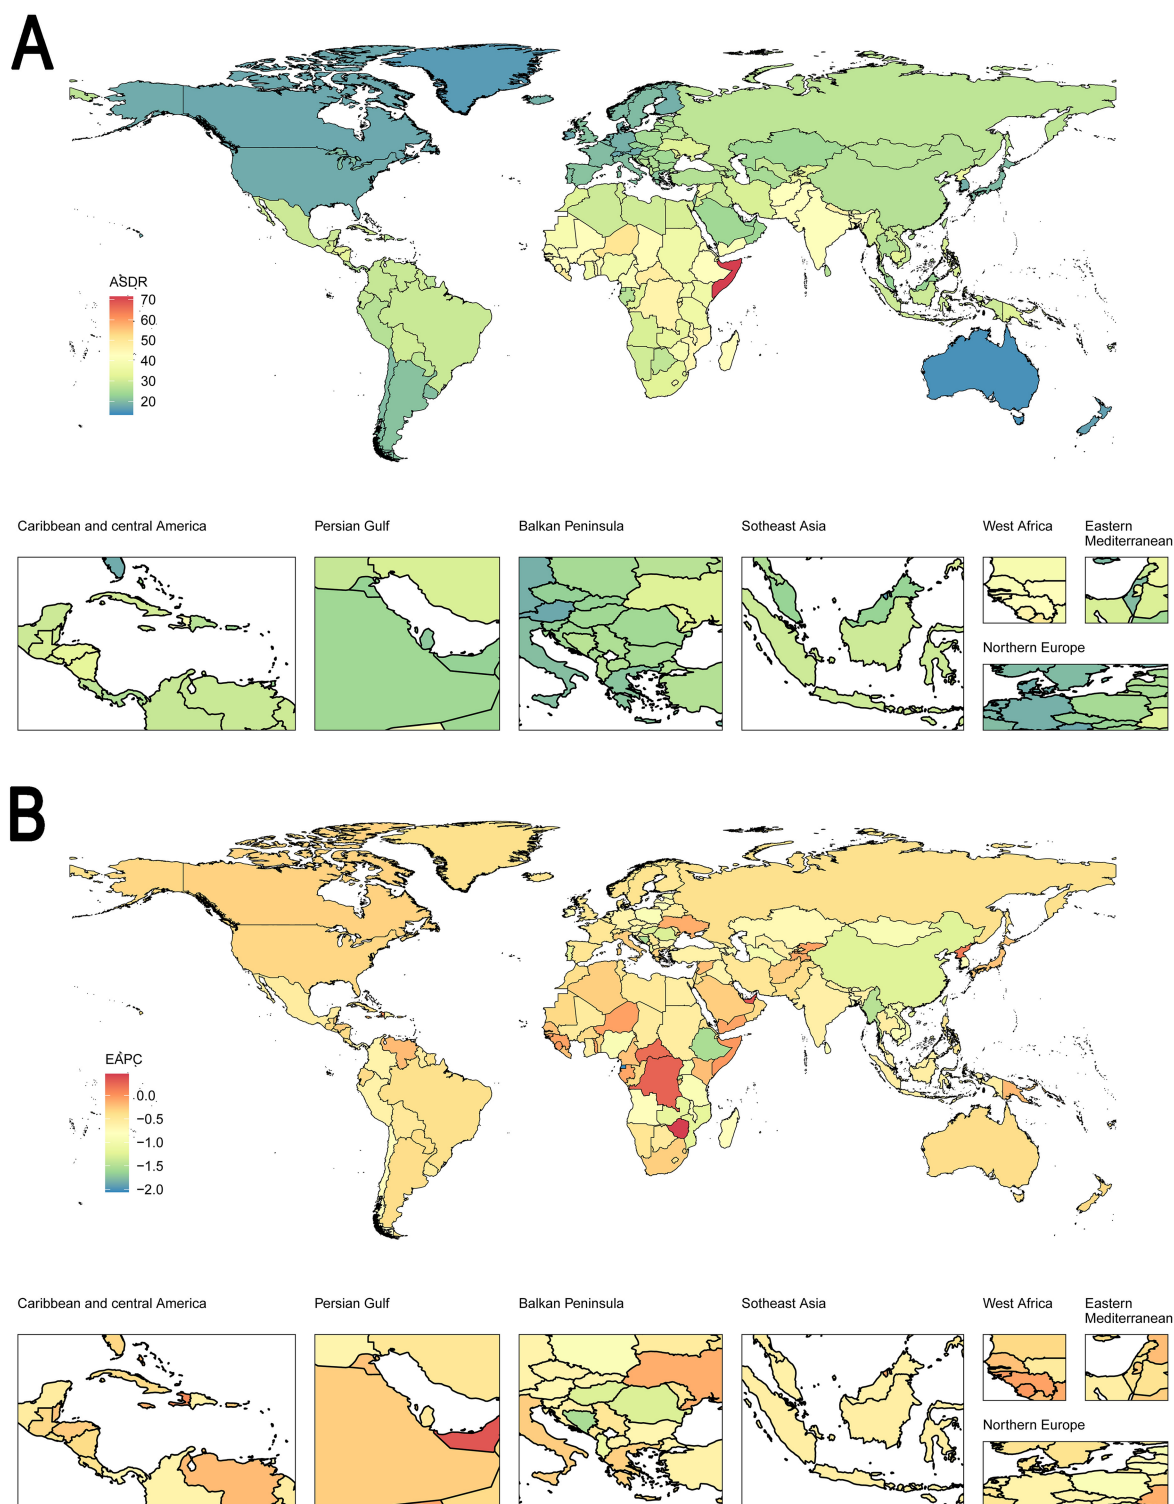 A
ASDR
70
60
50
40
30
20
Caribbean and central America
Persian Gulf
Balkan Peninsula
Sotheast Asia
West Africa
Eastern
Mediterranean
Northern Europe
B
EAPC
0.0
−0.5
−1.0
−1.5
−2.0
Caribbean and central America
Persian Gulf
Balkan Peninsula
Sotheast Asia
West Africa
Eastern
Mediterranean
Northern Europe